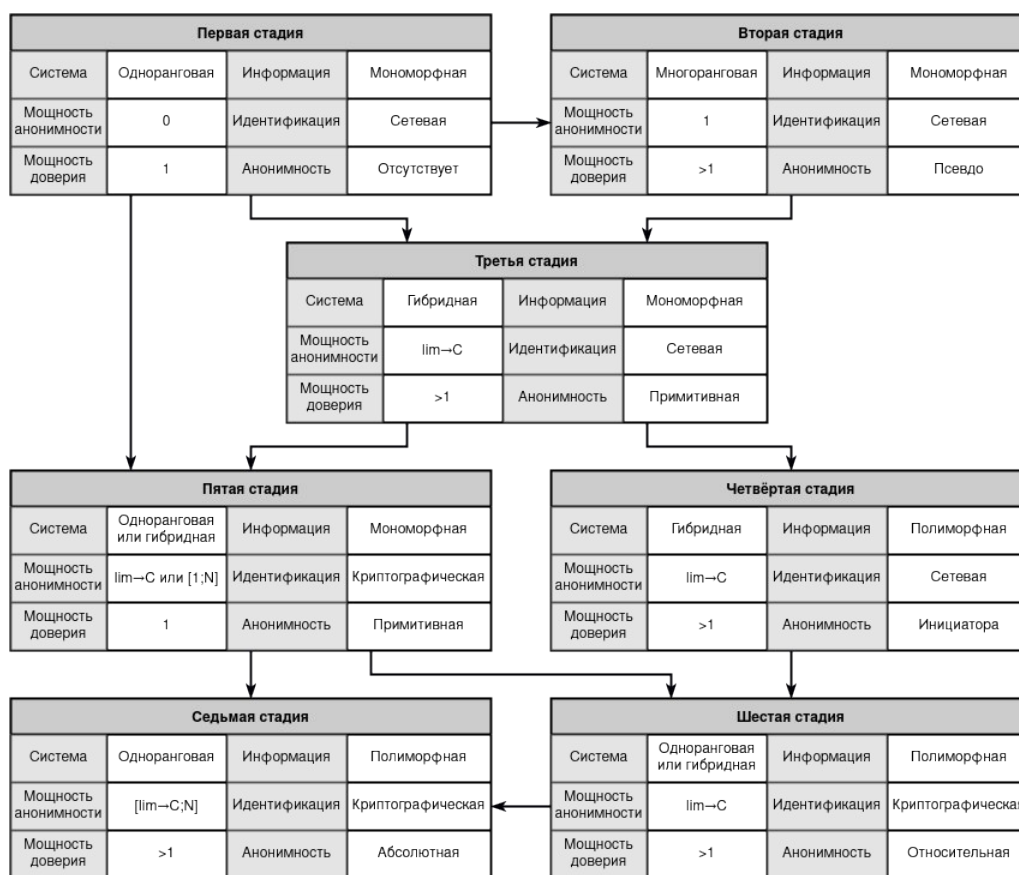 Первая стадия
Система Одноранговая Информация Мономорфная
Мощность анонимности 0 Идентификация Сетевая
Мощность доверия 1 Анонимность Отсутствует
Вторая стадия
Система Многоранговая Информация Мономорфная
Мощность анонимности 1 Идентификация Сетевая
Мощность доверия >1 Анонимность Псевдо
Третья стадия
Система Гибридная Информация Мономорфная
Мощность анонимности lim→C Идентификация Сетевая
Мощность доверия >1 Анонимность Примитивная
Пятая стадия
Система Одноранговая или гибридная Информация Мономорфная
Мощность анонимности lim→C или [1;N] Идентификация Криптографическая
Мощность доверия 1 Анонимность Примитивная
Четвёртая стадия
Система Гибридная Информация Полиморфная
Мощность анонимности lim→C Идентификация Сетевая
Мощность доверия >1 Анонимность Инициатора
Седьмая стадия
Система Одноранговая Информация Полиморфная
Мощность анонимности [lim→C;N] Идентификация Криптографическая
Мощность доверия >1 Анонимность Абсолютная
Шестая стадия
Система Одноранговая или гибридная Информация Полиморфная
Мощность анонимности lim→C Идентификация Криптографическая
Мощность доверия >1 Анонимность Относительная